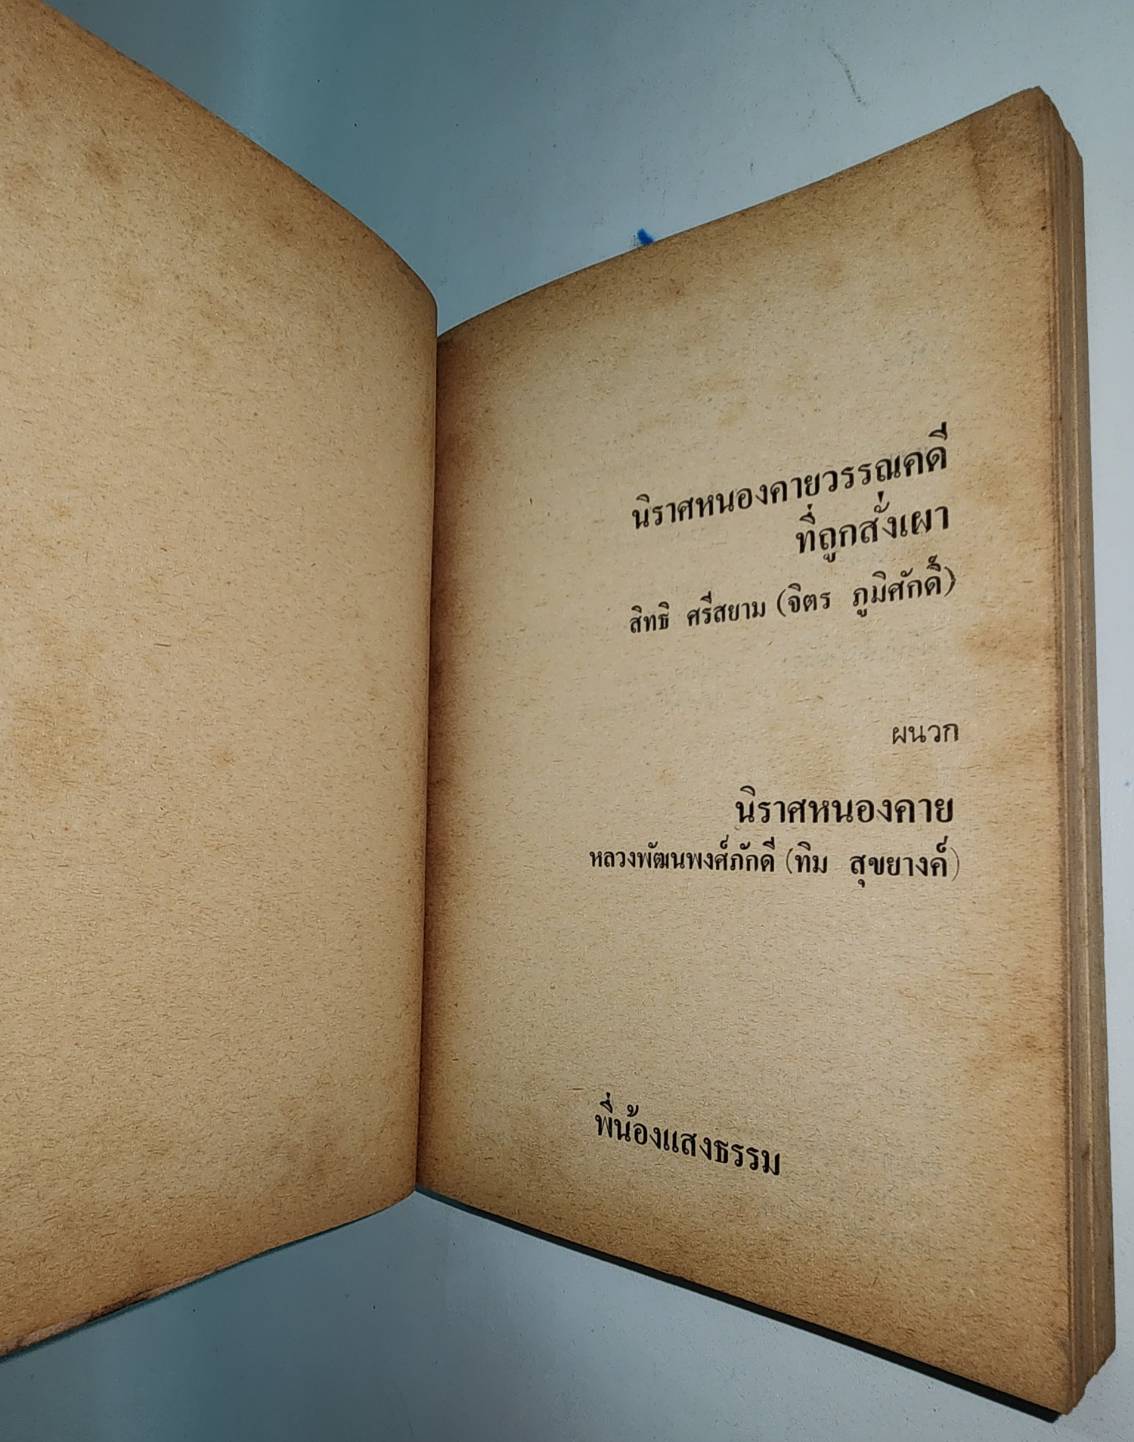 นิราศหนองคายวรรณคดี
ที่ถูกสั่งเผา
สิทธิ ศรีสยาม (จิตร ภูมิศักดิ์)
ผนวก
นิราศหนองคาย
หลวงพัฒนพงศ์ภักดี (ทิม สุขยางค์)
พี่น้องแสงธรรม